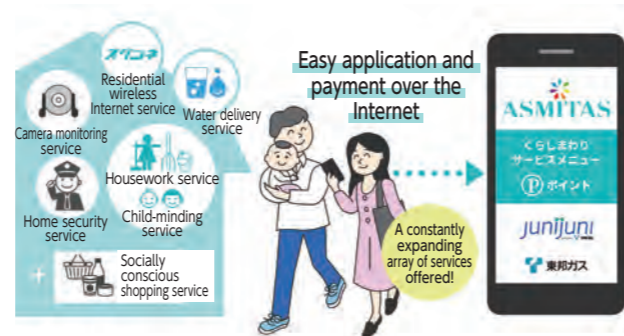 スグコネ
Residential
wireless
Internet service
Water delivery
service
Camera monitoring
service
Housework service
Home security
service
Child-minding
service
+
Socially
conscious
shopping service
Easy application and
payment over the
Internet
A constantly
expanding
array of services
offered!
ASMITAS
くらしまわり
サービスメニュー
Ⓟポイント
junijuni
東邦ガス